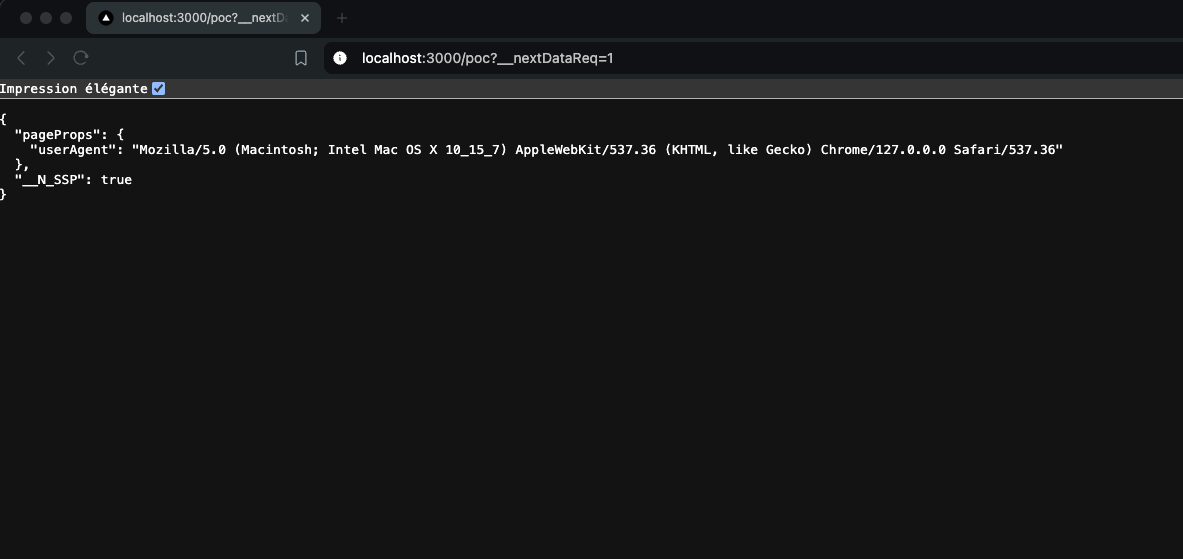 localhost:3000/poc?__nextDa
localhost:3000/poc?__nextDataReq=1
Impression élégante
{
  "pageProps": {
    "userAgent": "Mozilla/5.0 (Macintosh; Intel Mac OS X 10_15_7) AppleWebKit/537.36 (KHTML, like Gecko) Chrome/127.0.0.0 Safari/537.36"
  },
  "__N_SSP": true
}